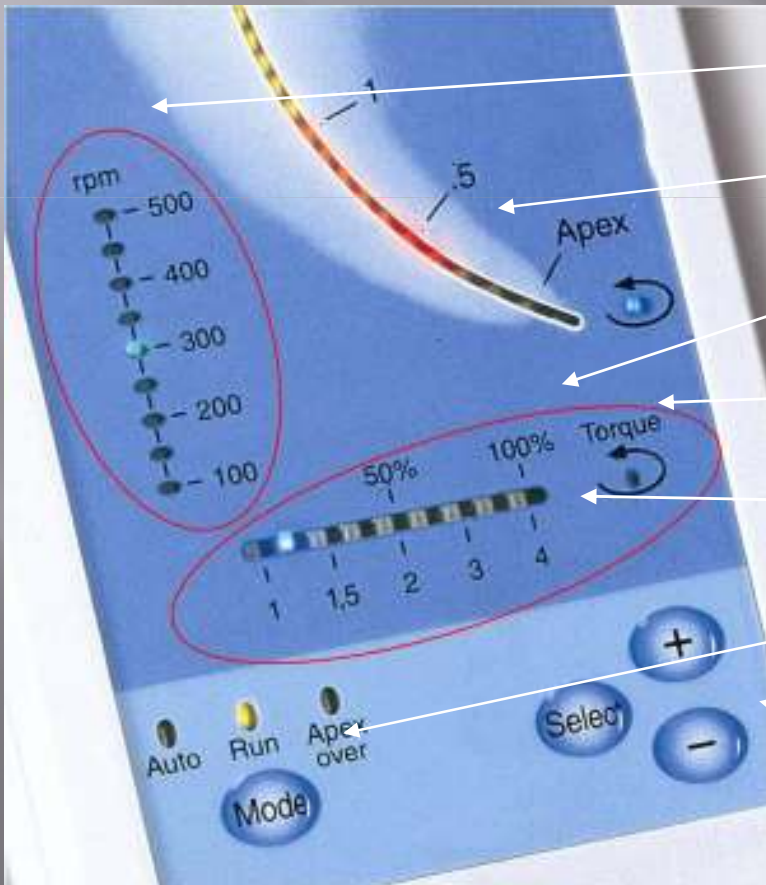 1
.5
Apex
rpm
500
400
300
200
100
Torque
50% 100%
1 1,5 2 3 4
+
Select
−
Auto Run Apex over
Mode